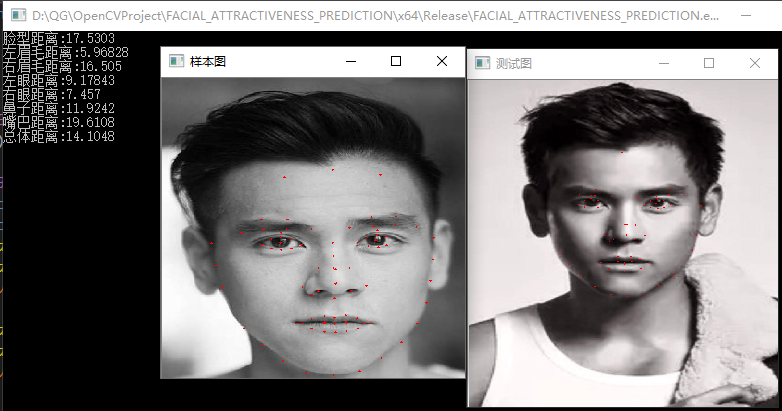 D:\QG\OpenCVProject\FACIAL_ATTRACTIVENESS_PREDICTION\x64\Release\FACIAL_ATTRACTIVENESS_PREDICTION.e...
脸型距离:17.5303
左眉毛距离:5.96828
右眉毛距离:16.505
左眼距离:9.17843
右眼距离:7.457
鼻子距离:11.9242
嘴巴距离:19.6108
总体距离:14.1048
样本图
测试图